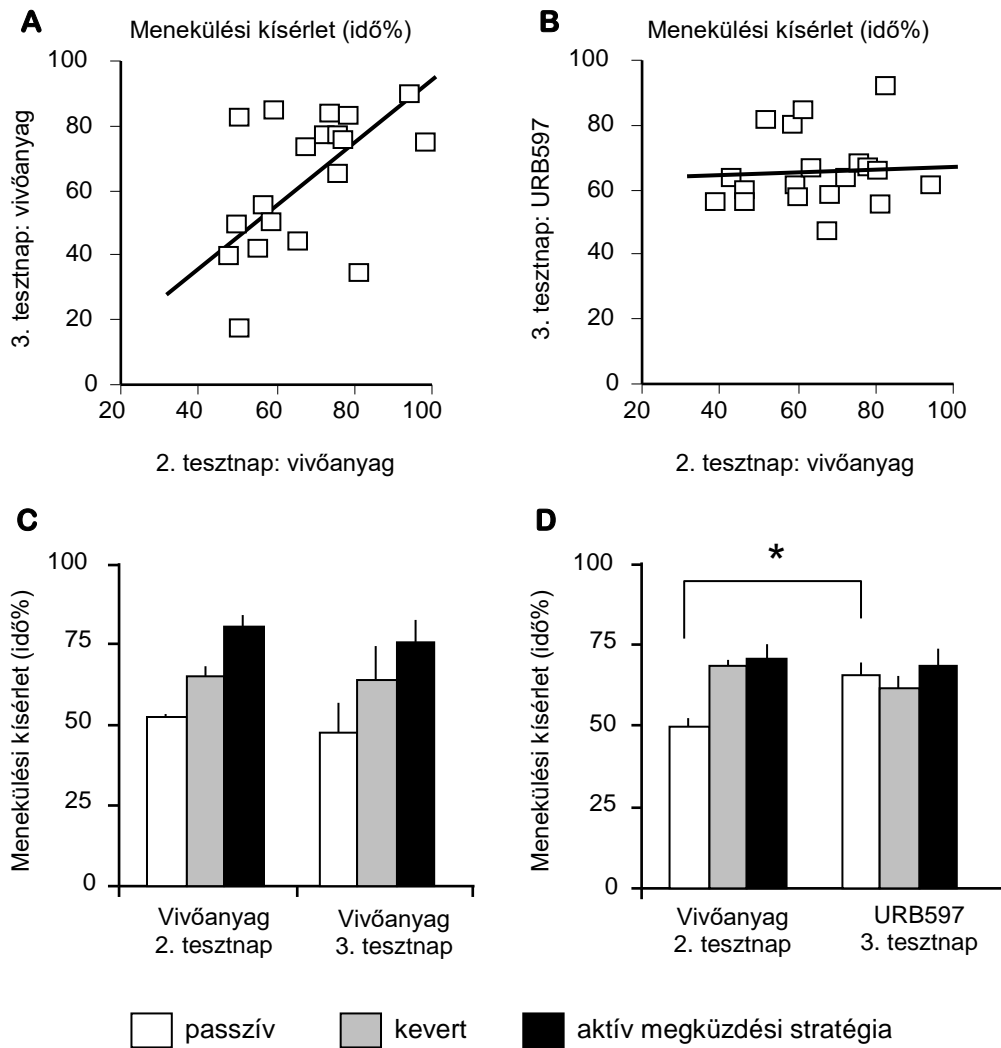 A
Menekülési kísérlet (idő%)
3. tesztnap: vivőanyag
100
80
60
40
20
0
20 40 60 80 100
2. tesztnap: vivőanyag
B
Menekülési kísérlet (idő%)
3. tesztnap: URB597
100
80
60
40
20
0
20 40 60 80 100
2. tesztnap: vivőanyag
C
Menekülési kísérlet (idő%)
100
75
50
25
0
Vivőanyag
2. tesztnap
Vivőanyag
3. tesztnap
D
Menekülési kísérlet (idő%)
100
75
50
25
0
*
Vivőanyag
2. tesztnap
URB597
3. tesztnap
passzív kevert aktív megküzdési stratégia